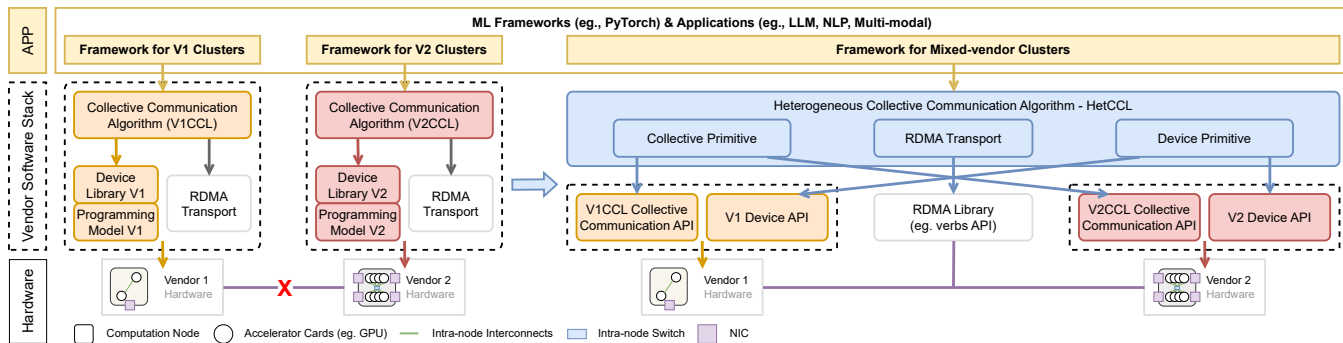 APP
ML Frameworks (eg., PyTorch) & Applications (eg., LLM, NLP, Multi-modal)
Framework for V1 Clusters
Framework for V2 Clusters
Framework for Mixed-vendor Clusters
Vendor Software Stack
Collective Communication
Algorithm (V1CCL)
Device
Library V1
Programming
Model V1
RDMA
Transport
Collective Communication
Algorithm (V2CCL)
Device
Library V2
Programming
Model V2
RDMA
Transport
Heterogeneous Collective Communication Algorithm - HetCCL
Collective Primitive
RDMA Transport
Device Primitive
V1CCL Collective
Communication API
V1 Device API
RDMA Library
(eg. verbs API)
V2CCL Collective
Communication API
V2 Device API
Hardware
Vendor 1
Hardware
X
Vendor 2
Hardware
Vendor 1
Hardware
Vendor 2
Hardware
Computation Node
Accelerator Cards (eg. GPU)
Intra-node Interconnects
Intra-node Switch
NIC